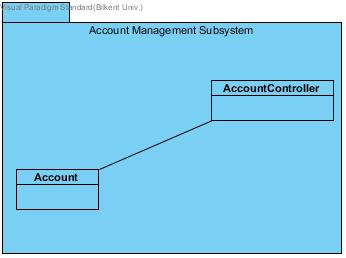 Visual Paradigm Standard(Bilkent Univ.)
Account Management Subsystem
AccountController
Account